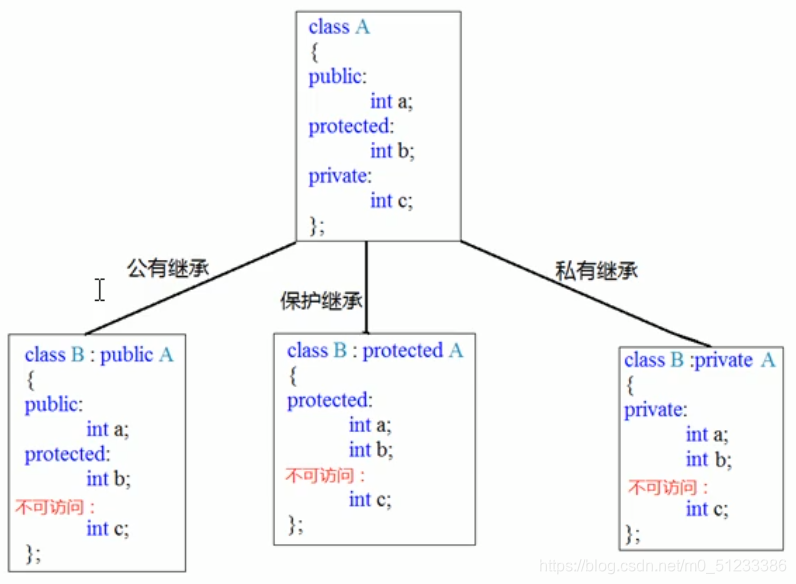 class A
{
public:
int a;
protected:
int b;
private:
int c;
};
公有继承
保护继承
私有继承
class B : public A
{
public:
int a;
protected:
int b;
不可访问：
int c;
};
class B : protected A
{
protected:
int a;
int b;
不可访问：
int c;
};
class B :private A
{
private:
int a;
int b;
不可访问：
int c;
};
https://blog.csdn.net/m0_51233386